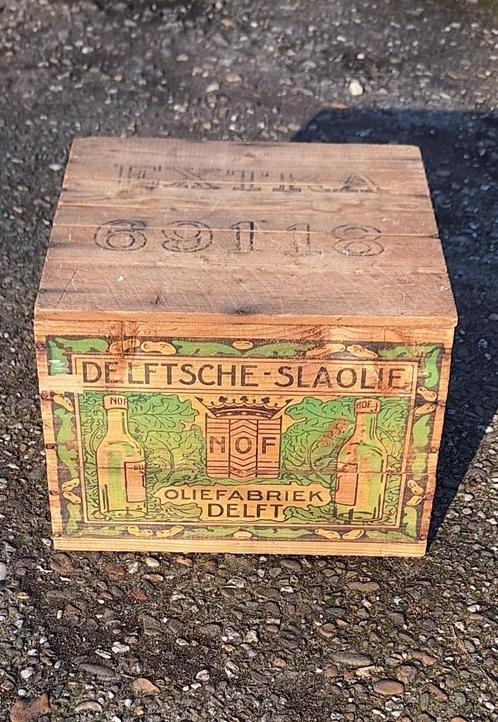 EXTRA
69118
DELFTSCHE-SLAOLIE
NOF
NOF
NOF
OLIEFABRIEK
DELFT